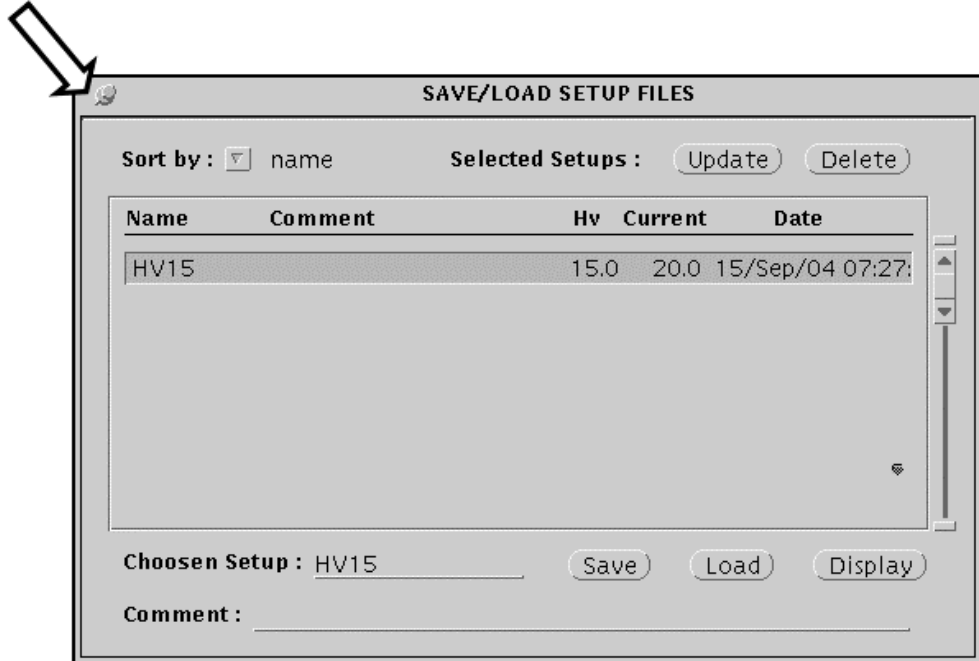 SAVE/LOAD SETUP FILES
Sort by : name Selected Setups : Update Delete
Name Comment Hv Current Date
HV15 15.0 20.0 15/Sep/04 07:27:
Choosen Setup : HV15 Save Load Display
Comment :